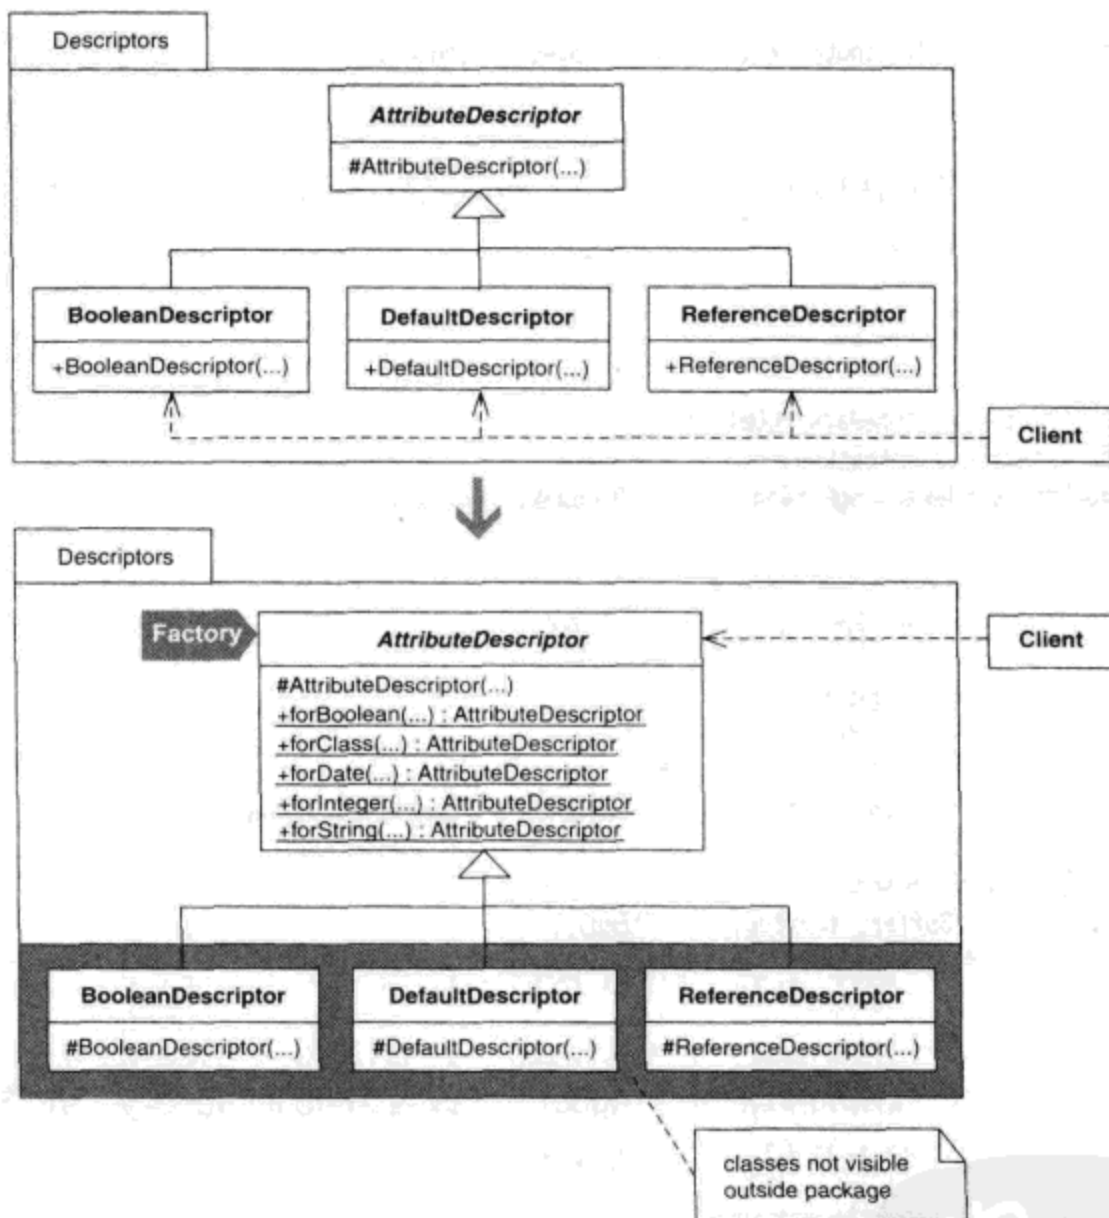 Descriptors
AttributeDescriptor
#AttributeDescriptor(...)
BooleanDescriptor
+BooleanDescriptor(...)
DefaultDescriptor
+DefaultDescriptor(...)
ReferenceDescriptor
+ReferenceDescriptor(...)
Client
Descriptors
Factory
AttributeDescriptor
Client
#AttributeDescriptor(...)
+forBoolean(...) : AttributeDescriptor
+forClass(...) : AttributeDescriptor
+forDate(...) : AttributeDescriptor
+forInteger(...) : AttributeDescriptor
+forString(...) : AttributeDescriptor
BooleanDescriptor
#BooleanDescriptor(...)
DefaultDescriptor
#DefaultDescriptor(...)
ReferenceDescriptor
#ReferenceDescriptor(...)
classes not visible
outside package